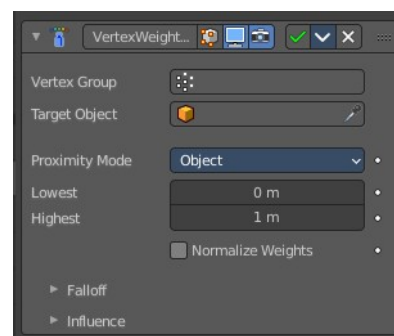 VertexWeight...
Vertex Group
Target Object
Proximity Mode Object
Lowest 0 m
Highest 1 m
Normalize Weights
Falloff
Influence